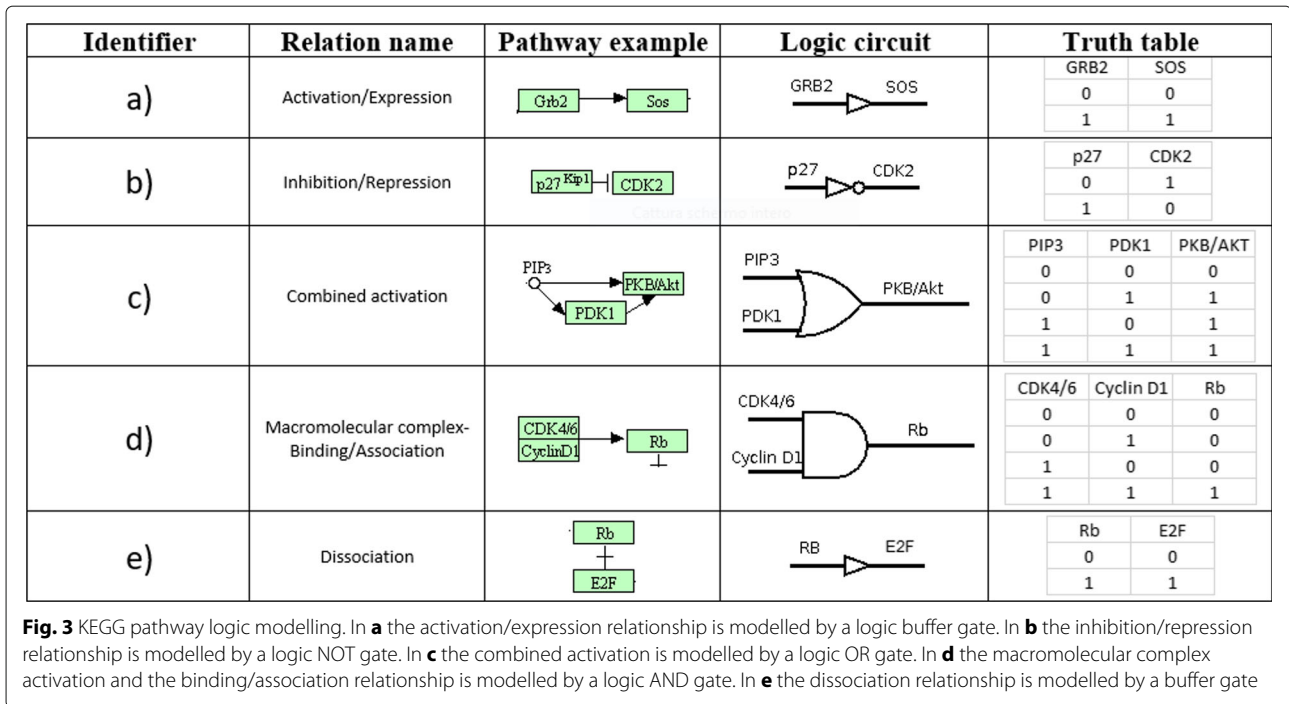 Identifier Relation name Pathway example Logic circuit Truth table
a) Activation/Expression Grb2 Sos GRB2 SOS
GRB2 SOS
0 0
1 1
b) Inhibition/Repression p27Kip1 CDK2 p27 CDK2
p27 CDK2
0 1
1 0
Cattura schermo intero
c) Combined activation
PIP3 PKB/Akt
PDK1
PIP3
PKB/Akt
PDK1
PIP3 PDK1 PKB/AKT
0 0 0
0 1 1
1 0 1
1 1 1
d) Macromolecular complex-
Binding/Association
CDK4/6
CyclinD1
Rb
CDK4/6
Rb
Cyclin D1
CDK4/6 Cyclin D1 Rb
0 0 0
0 1 0
1 0 0
1 1 1
e) Dissociation
Rb
E2F
RB E2F
Rb E2F
0 0
1 1
Fig. 3 KEGG pathway logic modelling. In a the activation/expression relationship is modelled by a logic buffer gate. In b the inhibition/repression
relationship is modelled by a logic NOT gate. In c the combined activation is modelled by a logic OR gate. In d the macromolecular complex
activation and the binding/association relationship is modelled by a logic AND gate. In e the dissociation relationship is modelled by a buffer gate